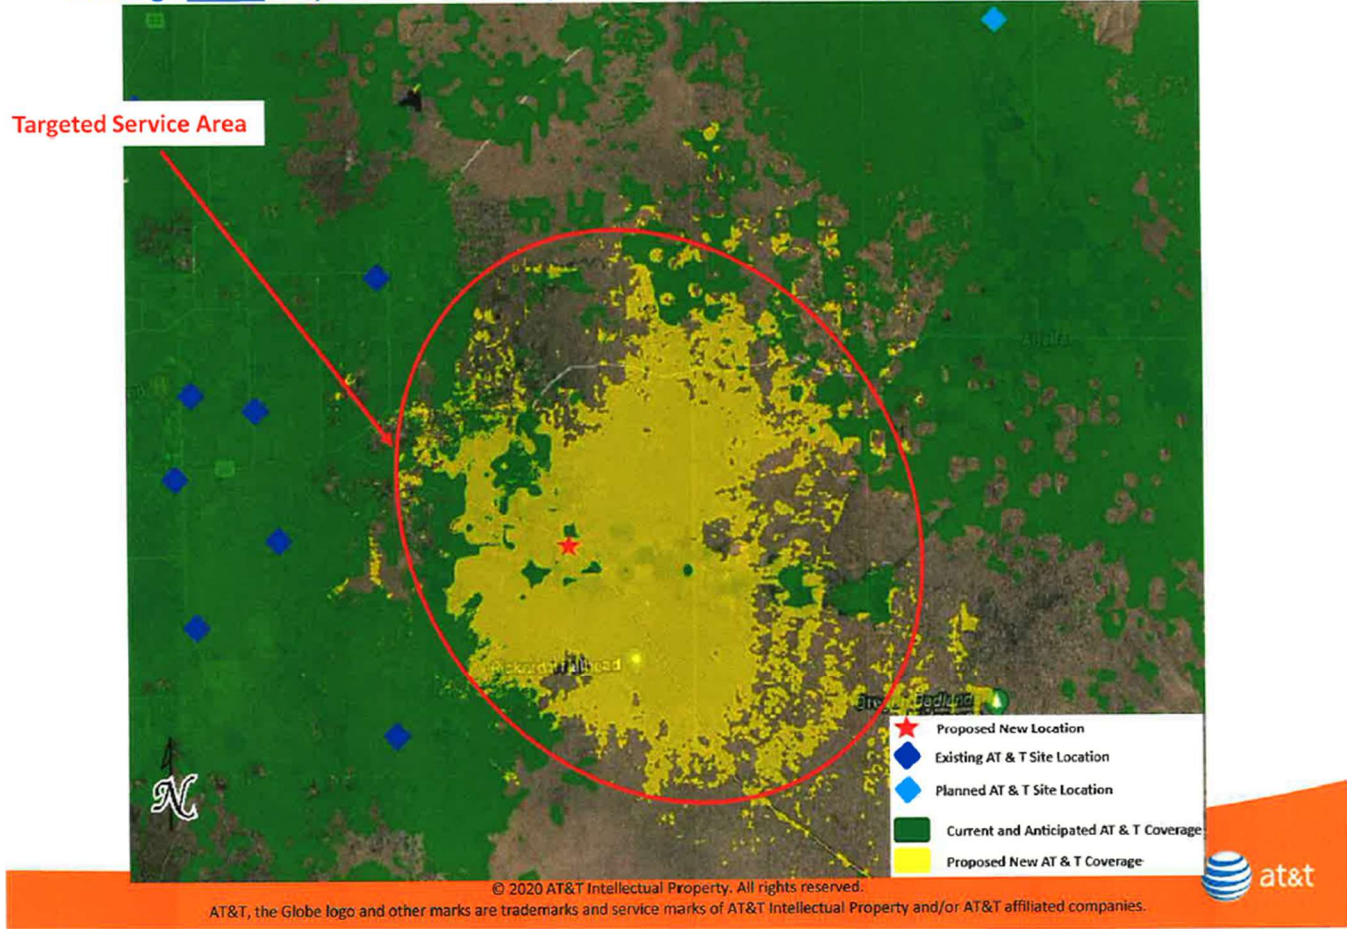 Targeted Service Area
Alfalfa
Badland
N
Proposed New Location
Existing AT & T Site Location
Planned AT & T Site Location
Current and Anticipated AT & T Coverage
Proposed New AT & T Coverage
at&t
© 2020 AT&T Intellectual Property. All rights reserved.
AT&T, the Globe logo and other marks are trademarks and service marks of AT&T Intellectual Property and/or AT&T affiliated companies.